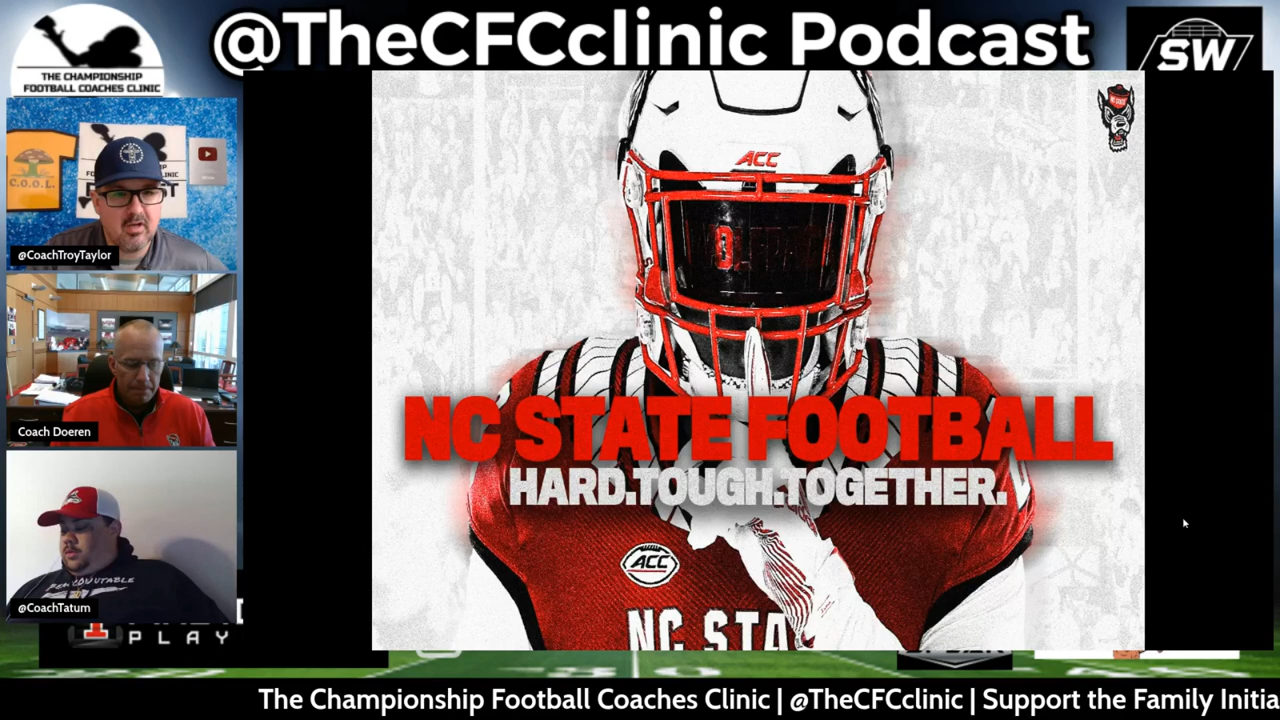 @TheCFCclinic Podcast
THE CHAMPIONSHIP
FOOTBALL COACHES CLINIC
SW
C.O.O.L.
@CoachTroyTaylor
Coach Doeren
@CoachTatum
PLAY
ACC
NC STATE FOOTBALL
HARD.TOUGH.TOGETHER.
ACC
NC STA
The Championship Football Coaches Clinic | @TheCFCclinic | Support the Family Initia